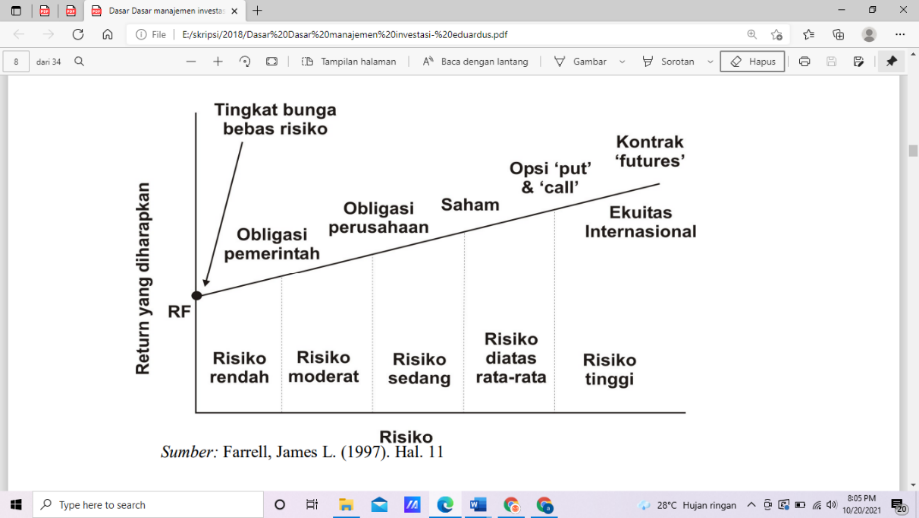 Dasar Dasar manajemen investas
File
E:/skripsi/2018/Dasar%20Dasar%20manajemen%20investasi-%20eduardus.pdf
8
dari 34
Tampilan halaman
Baca dengan lantang
Gambar
Sorotan
Hapus
Tingkat bunga
bebas risiko
Kontrak
‘futures’
Opsi ‘put’
& ‘call’
Saham
Obligasi
perusahaan
Obligasi
pemerintah
Ekuitas
Internasional
Return yang diharapkan
RF
Risiko
rendah
Risiko
moderat
Risiko
sedang
Risiko
diatas
rata-rata
Risiko
tinggi
Risiko
Sumber: Farrell, James L. (1997). Hal. 11
Type here to search
28°C Hujan ringan
8:05 PM
10/20/2021
20